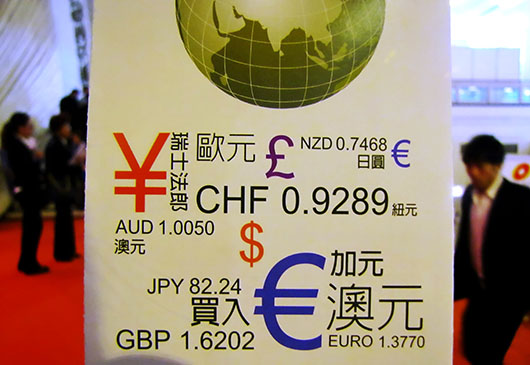 ¥
瑞士法郎
歐元
£
NZD 0.7468
日圓
€
CHF 0.9289 紐元
AUD 1.0050
澳元
$
加元
JPY 82.24
買入
€
澳元
GBP 1.6202
EURO 1.3770